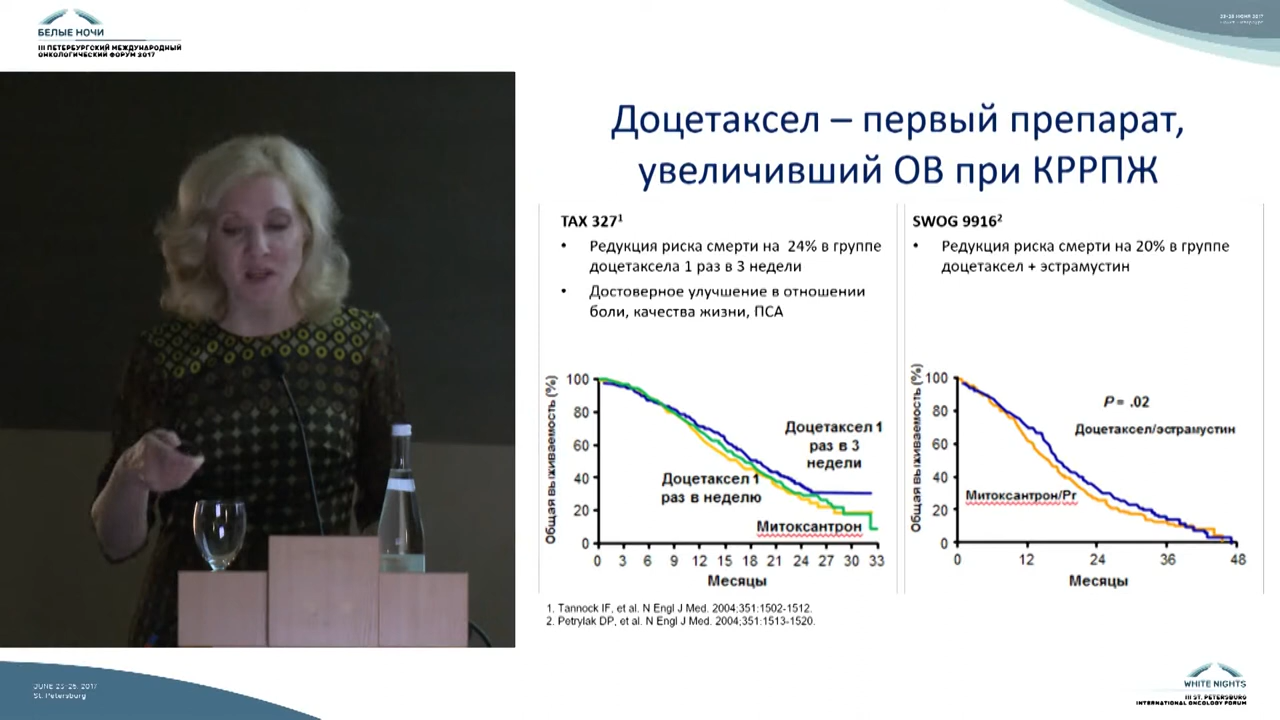 БЕЛЫЕ НОЧИ
III ПЕТЕРБУРГСКИЙ МЕЖДУНАРОДНЫЙ
ОНКОЛОГИЧЕСКИЙ ФОРУМ 2017
Доцетаксел – первый препарат,
увеличивший ОВ при КРРПЖ
TAX 327¹
• Редукция риска смерти на 24% в группе
доцетаксела 1 раз в 3 недели
• Достоверное улучшение в отношении
боли, качества жизни, ПСА
Общая выживаемость (%)
100
80
60
40
20
0
Доцетаксел 1
раз в 3
недели
Доцетаксел 1
раз в неделю
Митоксантрон
0 3 6 9 12 15 18 21 24 27 30 33
Месяцы
SWOG 9916²
• Редукция риска смерти на 20% в группе
доцетаксел + эстрамустин
Общая выживаемость (%)
100
80
60
40
20
0
P = .02
Доцетаксел/эстрамустин
Митоксантрон/Pr
0 12 24 36 48
Месяцы
1. Tannock IF, et al. N Engl J Med. 2004;351:1502-1512.
2. Petrylak DP, et al. N Engl J Med. 2004;351:1513-1520.
St. Petersburg
WHITE NIGHTS
III ST. PETERSBURG
INTERNATIONAL ONCOLOGY FORUM